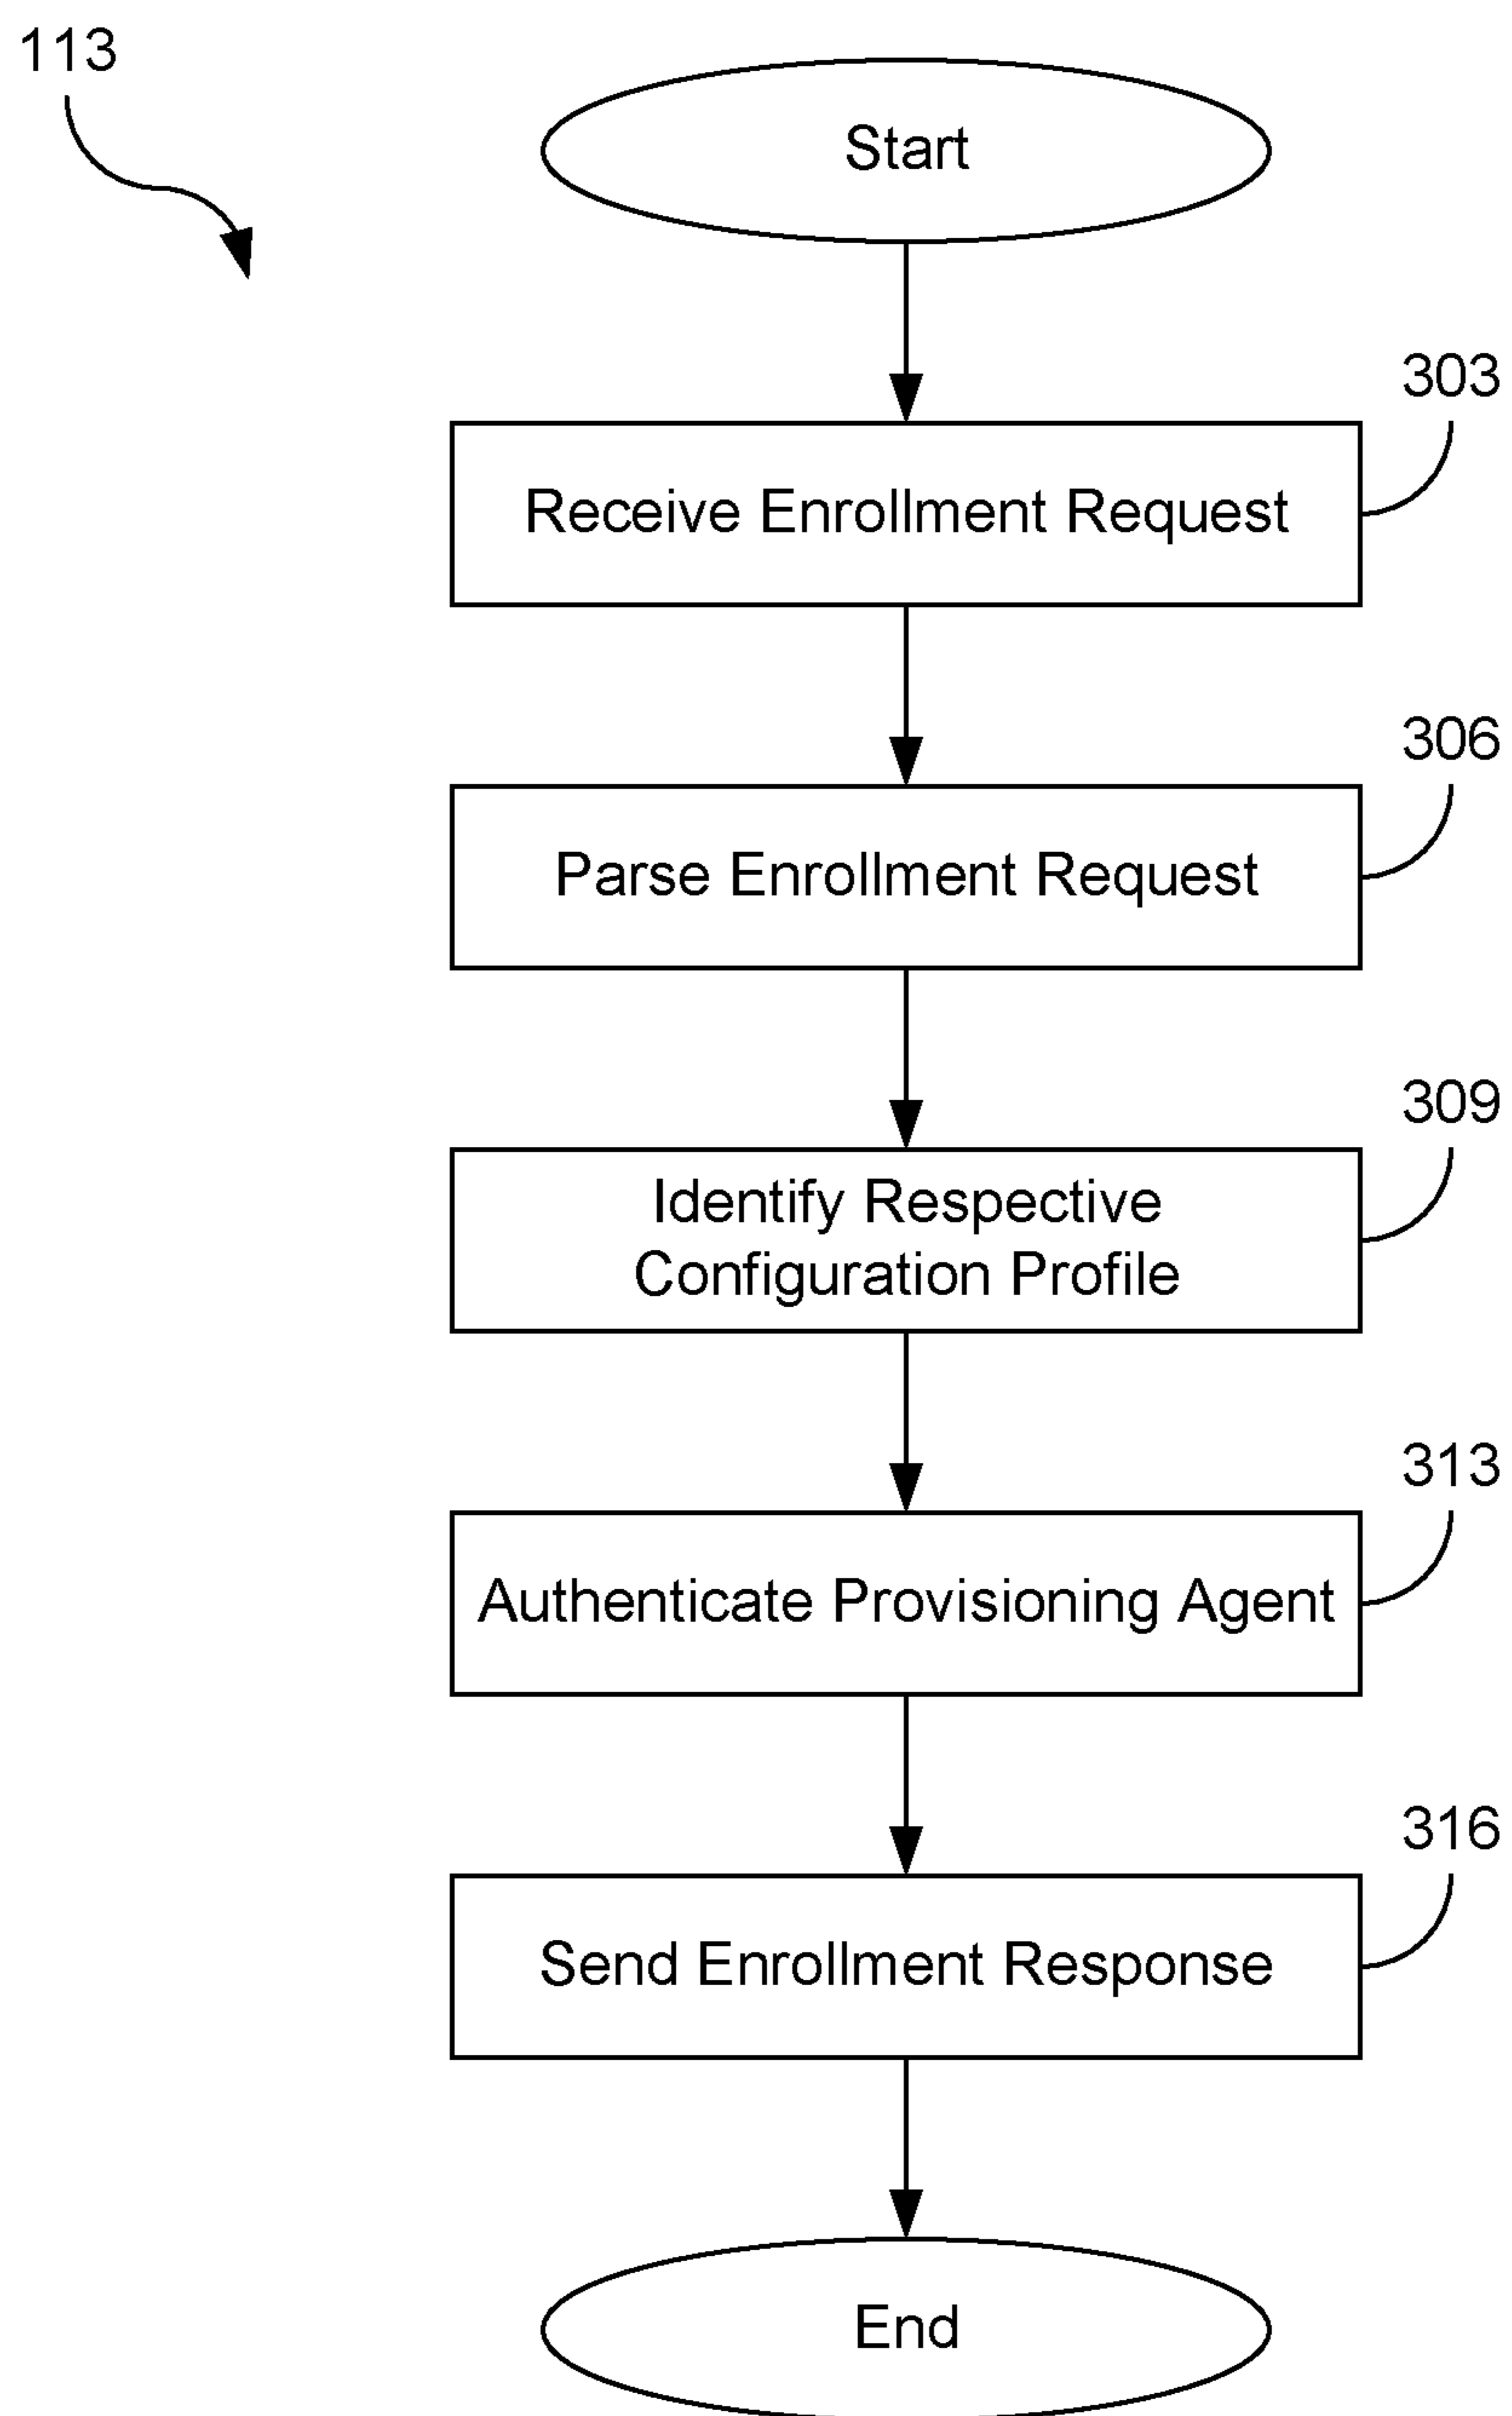 113
Start
303
Receive Enrollment Request
306
Parse Enrollment Request
309
Identify Respective
Configuration Profile
313
Authenticate Provisioning Agent
316
Send Enrollment Response
End